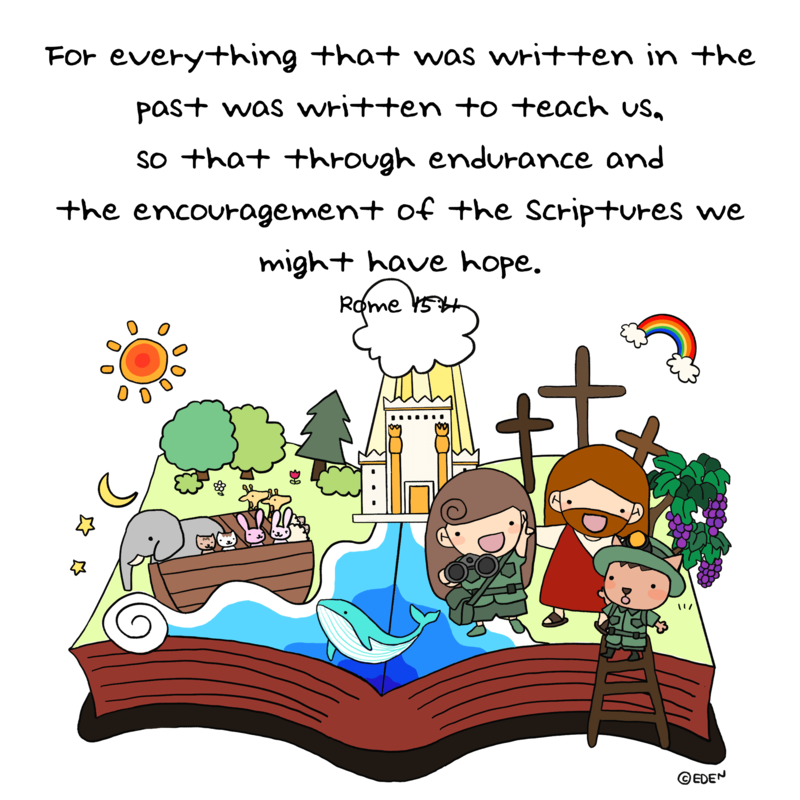 For everything that was written in the
past was written to teach us,
so that through endurance and
the encouragement of the Scriptures we
might have hope.
Rome 15:4
©EDEN